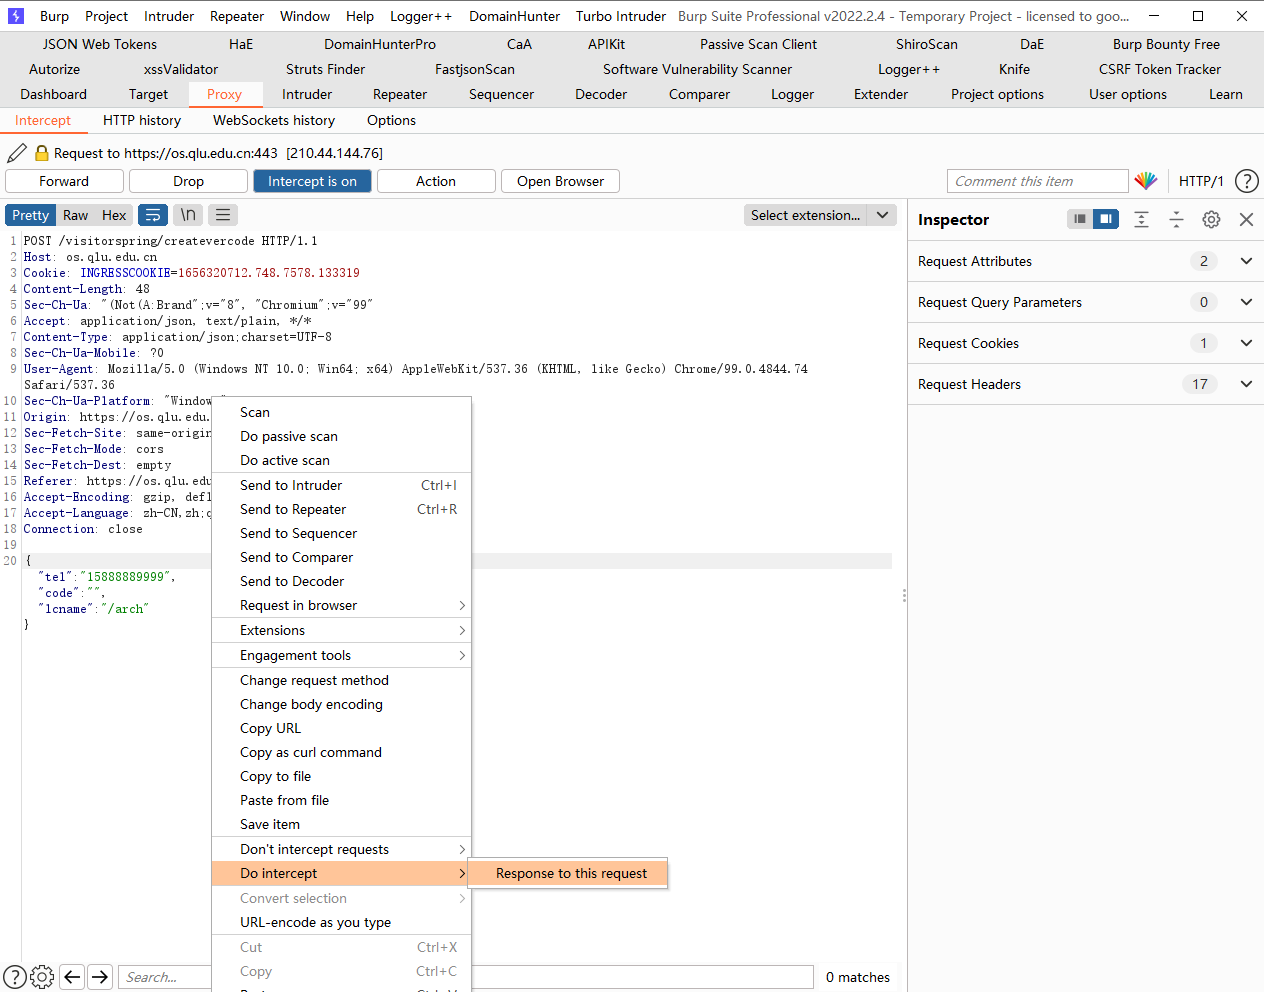 Burp Project Intruder Repeater Window Help Logger++ DomainHunter Turbo Intruder Burp Suite Professional v2022.2.4 - Temporary Project - licensed to goo...
JSON Web Tokens HaE DomainHunterPro CaA APIKit Passive Scan Client ShiroScan DaE Burp Bounty Free
Autorize xssValidator Struts Finder FastjsonScan Software Vulnerability Scanner Logger++ Knife CSRF Token Tracker
Dashboard Target Proxy Intruder Repeater Sequencer Decoder Comparer Logger Extender Project options User options Learn
Intercept HTTP history WebSockets history Options
Request to https://os.qlu.edu.cn:443 [210.44.144.76]
Forward Drop Intercept is on Action Open Browser Comment this item HTTP/1 ?
Pretty Raw Hex \n Select extension... Inspector
1 POST /visitorspring/createvercode HTTP/1.1
2 Host: os.qlu.edu.cn
3 Cookie: INGRESSCOOKIE=1656320712.748.7578.133319
4 Content-Length: 48
5 Sec-Ch-Ua: "(Not(A:Brand";v="8", "Chromium";v="99"
6 Accept: application/json, text/plain, */*
7 Content-Type: application/json;charset=UTF-8
8 Sec-Ch-Ua-Mobile: ?0
9 User-Agent: Mozilla/5.0 (Windows NT 10.0; Win64; x64) AppleWebKit/537.36 (KHTML, like Gecko) Chrome/99.0.4844.74
Safari/537.36
10 Sec-Ch-Ua-Platform: "Window
11 Origin: https://os.qlu.edu.
12 Sec-Fetch-Site: same-origin
13 Sec-Fetch-Mode: cors
14 Sec-Fetch-Dest: empty
15 Referer: https://os.qlu.edu
16 Accept-Encoding: gzip, defl
17 Accept-Language: zh-CN,zh;q
18 Connection: close
19
20 {
"tel":"15888889999",
"code":"",
"lcname":"/arch"
}
Scan
Do passive scan
Do active scan
Send to Intruder Ctrl+I
Send to Repeater Ctrl+R
Send to Sequencer
Send to Comparer
Send to Decoder
Request in browser
Extensions
Engagement tools
Change request method
Change body encoding
Copy URL
Copy as curl command
Copy to file
Paste from file
Save item
Don't intercept requests
Do intercept
Response to this request
Convert selection
URL-encode as you type
Cut Ctrl+X
Copy Ctrl+C
Request Attributes 2
Request Query Parameters 0
Request Cookies 1
Request Headers 17
? Search... 0 matches